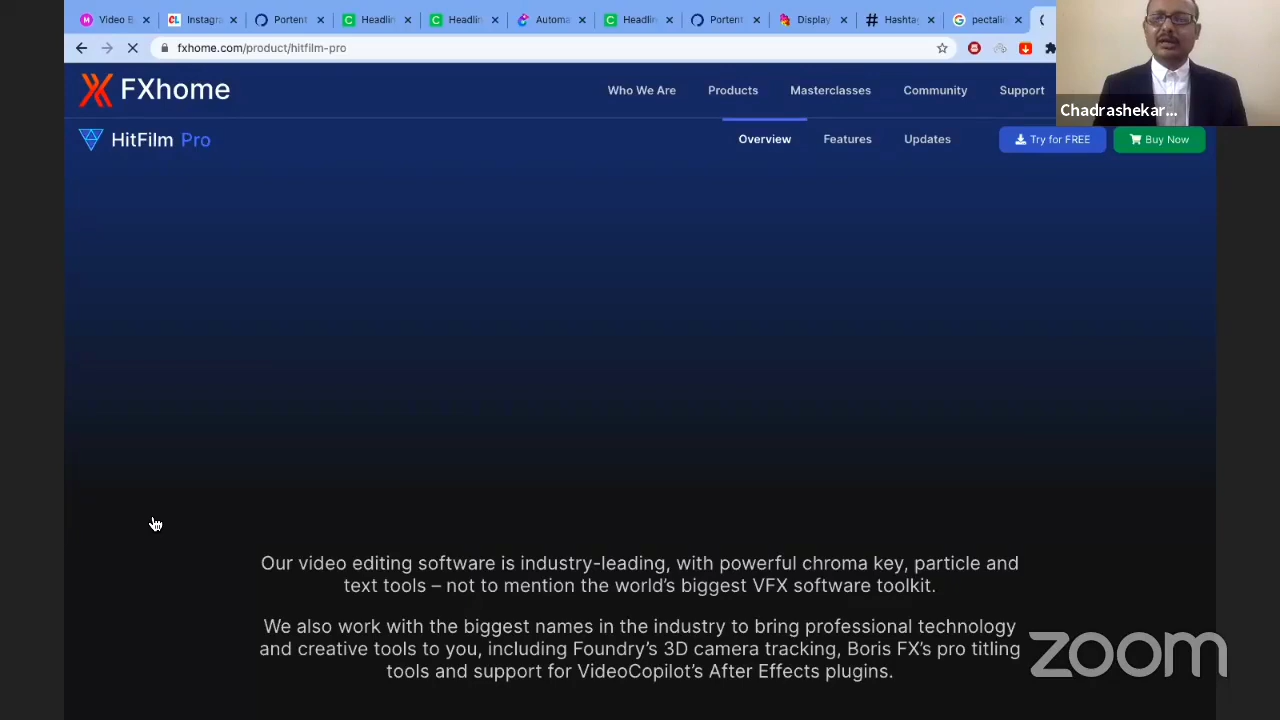 Video B
Instagra
Portent
Headlin
Headlin
Automa
Headlin
Portent
Display
Hashta
pectali
fxhome.com/product/hitfilm-pro
FXhome
Who We Are
Products
Masterclasses
Community
Support
Chadrashekar...
HitFilm Pro
Overview
Features
Updates
Try for FREE
Buy Now
Our video editing software is industry-leading, with powerful chroma key, particle and
text tools – not to mention the world's biggest VFX software toolkit.
We also work with the biggest names in the industry to bring professional technology
and creative tools to you, including Foundry's 3D camera tracking, Boris FX's pro titling
tools and support for VideoCopilot's After Effects plugins.
zoom